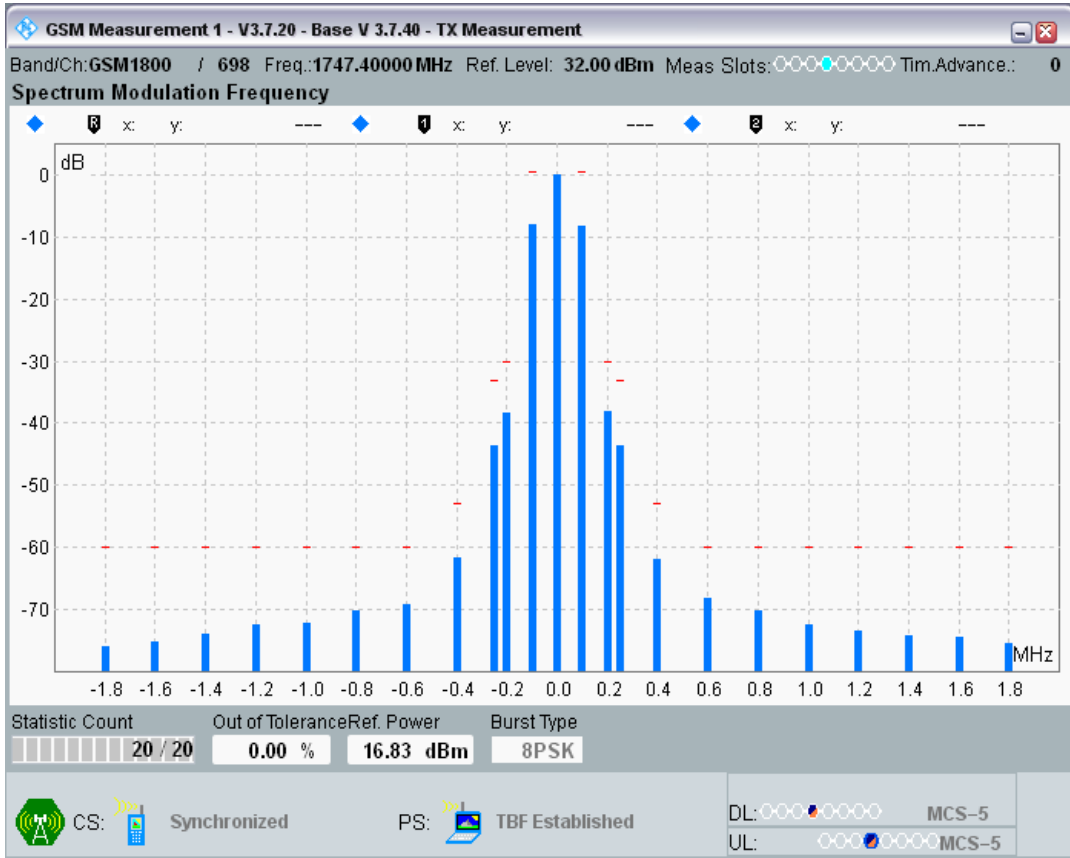 GSM Measurement 1 - V3.7.20 - Base V 3.7.40 - TX Measurement
Band/Ch:GSM1800 / 698 Freq.:1747.40000 MHz Ref. Level: 32.00 dBm Meas Slots: Tim.Advance.: 0
Spectrum Modulation Frequency
R x: y: --- 1 x: y: --- 2 x: y: ---
dB
0
-10
-20
-30
-40
-50
-60
-70
MHz
-1.8 -1.6 -1.4 -1.2 -1.0 -0.8 -0.6 -0.4 -0.2 0.0 0.2 0.4 0.6 0.8 1.0 1.2 1.4 1.6 1.8
Statistic Count Out of Tolerance Ref. Power Burst Type
20 / 20 0.00 % 16.83 dBm 8PSK
CS: Synchronized PS: TBF Established
DL: MCS-5
UL: MCS-5